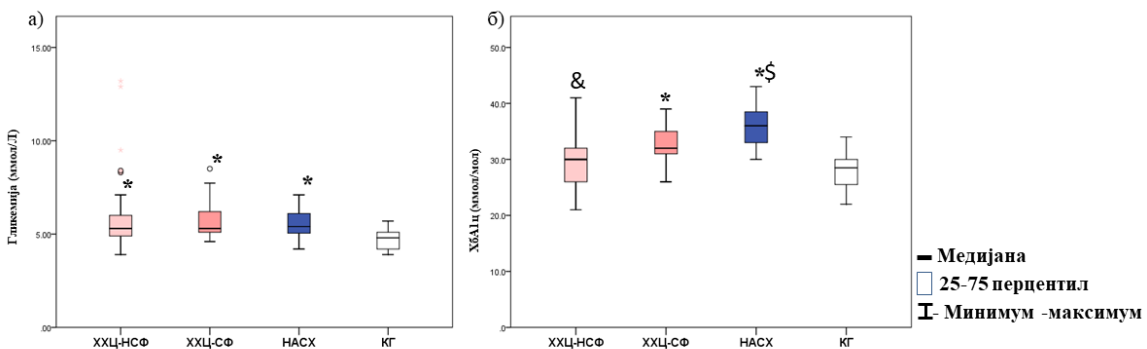 а)
Гликемија (ммол/Л)
15.00
10.00
5.00
.00
*
*
*
ХХЦ-НСФ
ХХЦ-СФ
НАСХ
КГ
б)
ХбА1ц (ммол/мол)
50.0
40.0
30.0
20.0
10.0
.0
&
*
*$
ХХЦ-НСФ
ХХЦ-СФ
НАСХ
КГ
Медијана
25-75 перцентил
Минимум -максимум